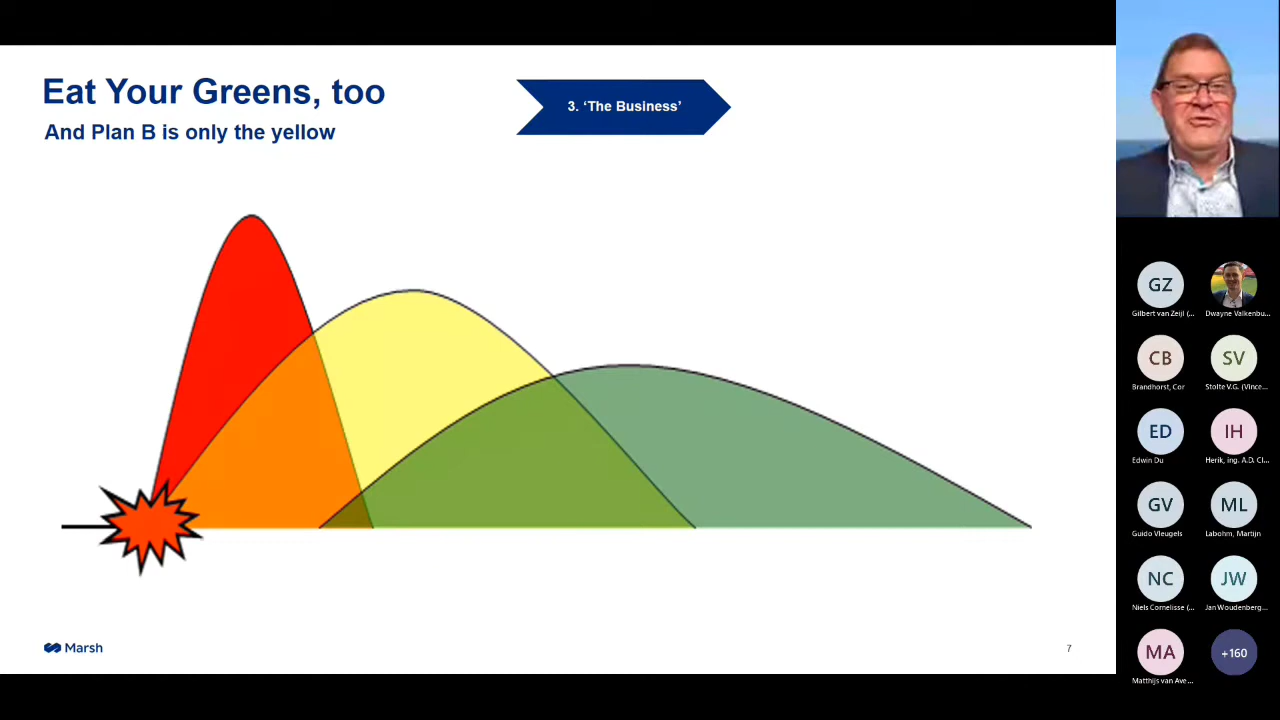 Eat Your Greens, too
And Plan B is only the yellow
3. ‘The Business’
Marsh
7
GZ
Gilbert van Zeijl (...
Dwayne Valkenbu...
CB
Brandhorst, Cor
SV
Stolte V.G. (Vince...
ED
Edwin Du
IH
Herik, ing. A.D. Cl...
GV
Guido Vleugels
ML
Labohm, Martijn
NC
Niels Cornelisse (...
JW
Jan Woudenberg...
MA
Matthijs van Ave...
+160